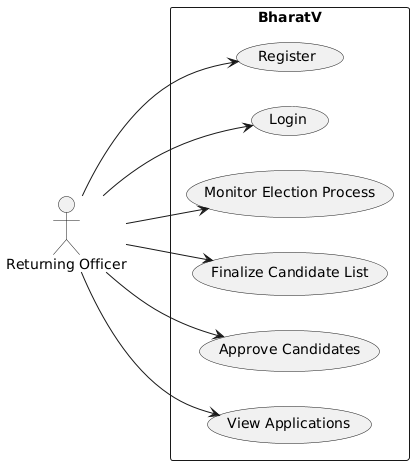 BharatV
Register
Login
Monitor Election Process
Returning Officer
Finalize Candidate List
Approve Candidates
View Applications